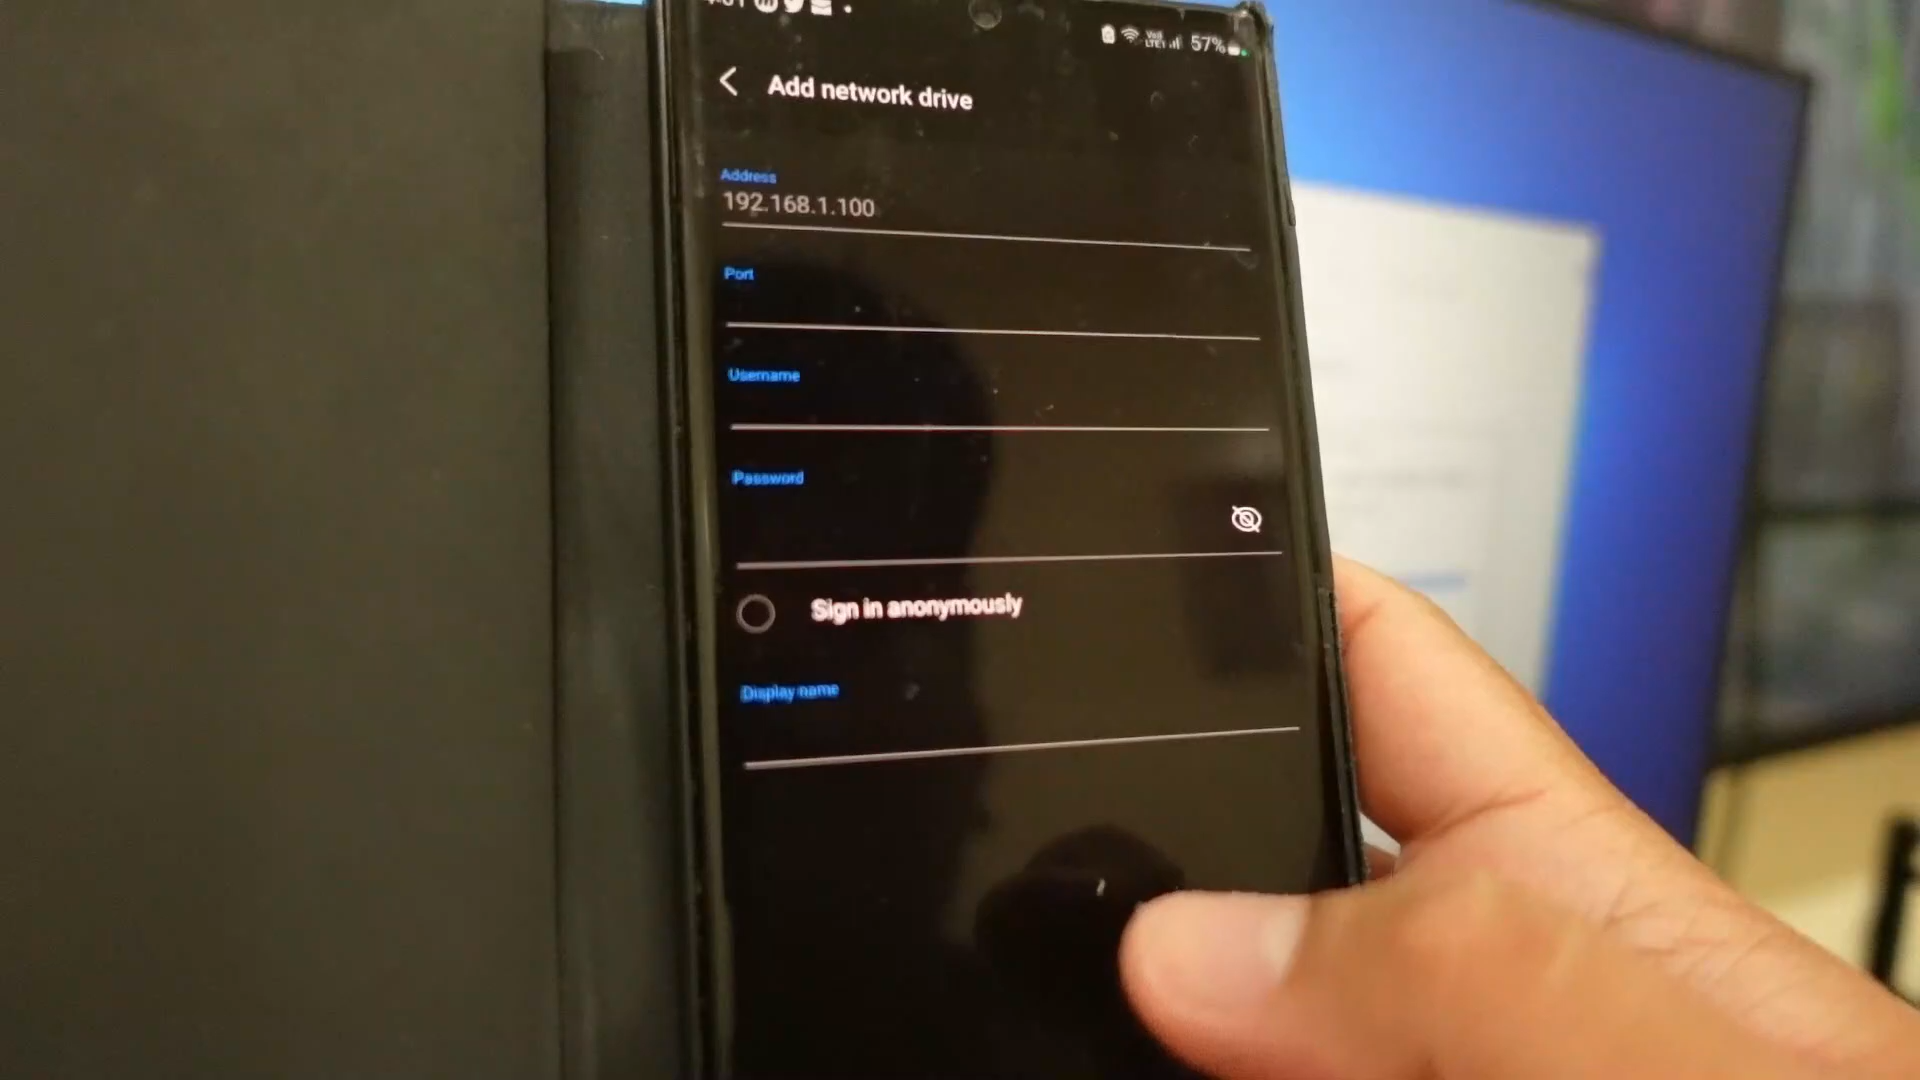 57%
Add network drive
Address
192.168.1.100
Port
Username
Password
Sign in anonymously
Display name